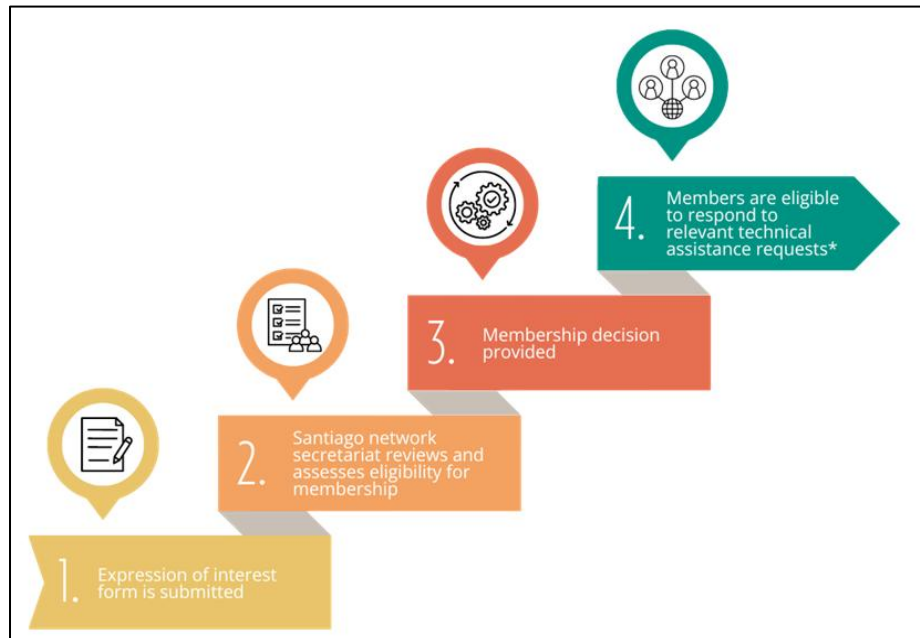 1.
Expression of interest
form is submitted
2.
Santiago network
secretariat reviews and
assesses eligibility for
membership
3.
Membership decision
provided
4.
Members are eligible
to respond to
relevant technical
assistance requests*